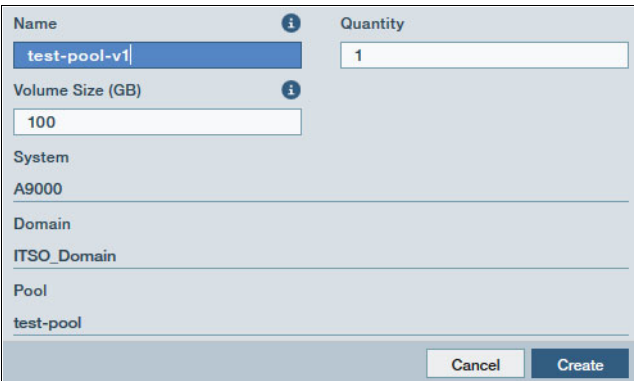 Name
Quantity
test-pool-v1
1
Volume Size (GB)
100
System
A9000
Domain
ITSO_Domain
Pool
test-pool
Cancel
Create